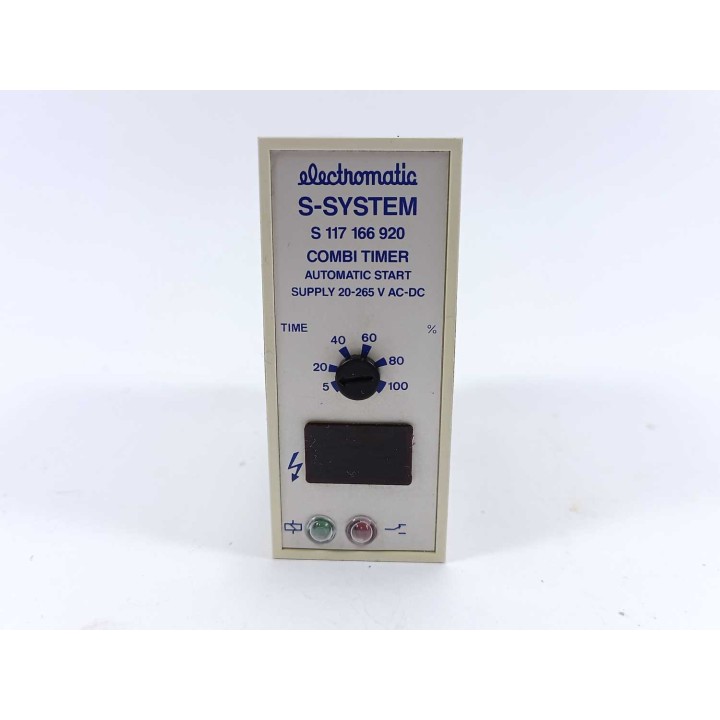 electromatic
S-SYSTEM
S 117 166 920
COMBI TIMER
AUTOMATIC START
SUPPLY 20-265 V AC-DC
TIME %
40 60
20 80
5 100